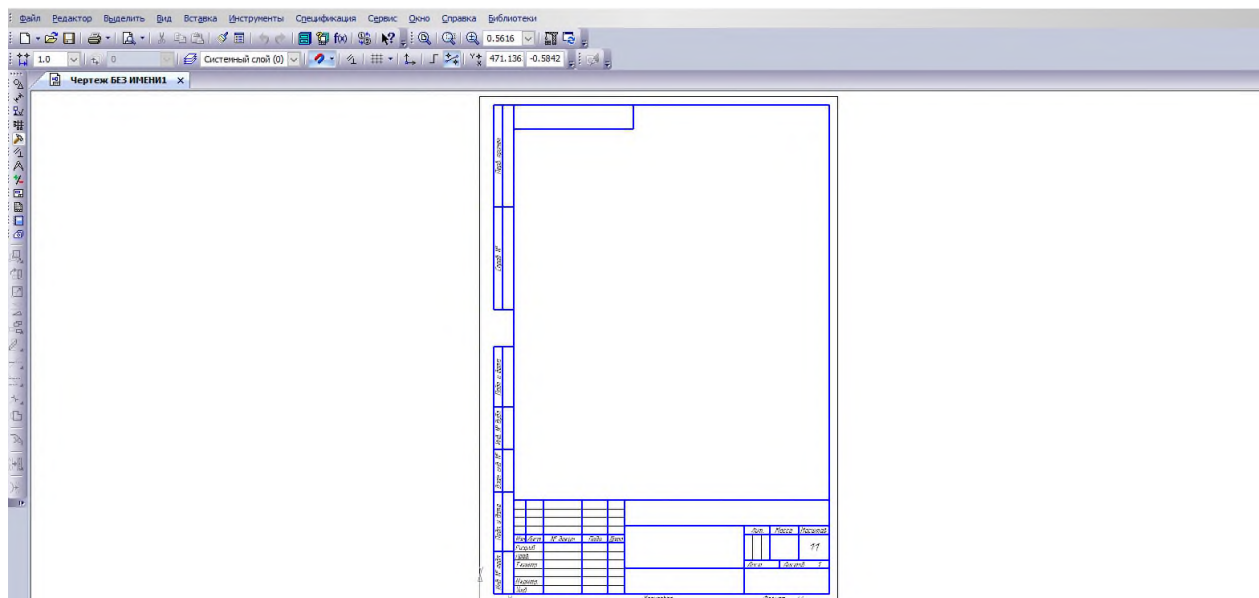 Файл Редактор Выделить Вид Вставка Инструменты Спецификация Сервис Окно Справка Библиотеки
f(x) 0.5616
1.0 0 Системный слой (0) 471.136 -0.5842
Чертеж БЕЗ ИМЕНИ1
Перв. примен.
Справ. №
Подп. и дата
Инв. № дубл.
Взам. инв. №
Подп. и дата
Инв. № подл.
Лит. Масса Масштаб
№ докум. Подп. Дата
1:1
Разраб.
Пров.
Т.контр. Лист Листов 1
Н.контр.
Утв.
Копировал